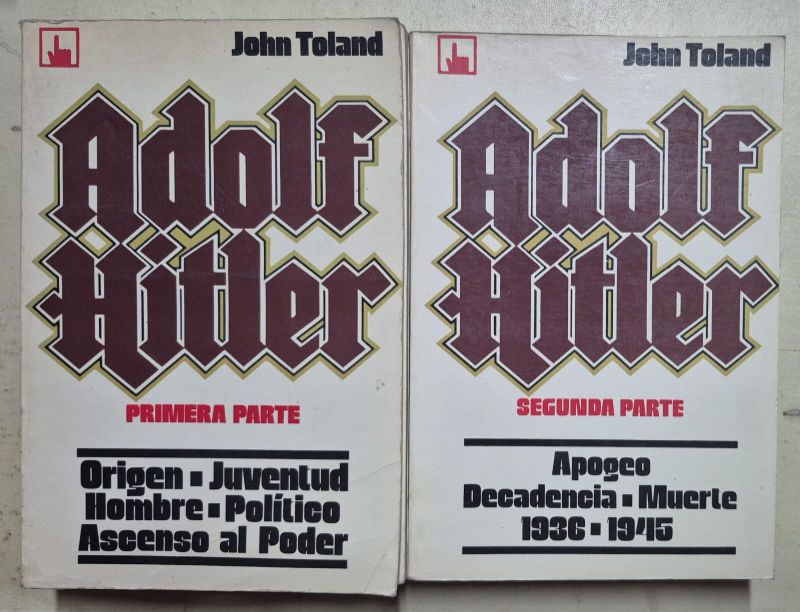 John Toland
Adolf
Hitler
PRIMERA PARTE
Origen ▪ Juventud
Hombre ▪ Político
Ascenso al Poder
John Toland
Adolf
Hitler
SEGUNDA PARTE
Apogeo
Decadencia ▪ Muerte
1936 ▪ 1945